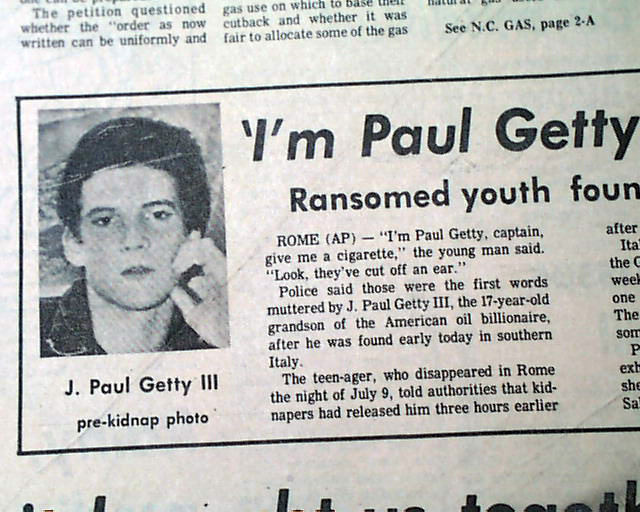 The petition questioned
whether the "order as now
written can be uniformly and
gas use on which to base their
cutback and whether it was
fair to allocate some of the gas
See N.C. GAS, page 2-A
'I'm Paul Getty
Ransomed youth foun
J. Paul Getty III
pre-kidnap photo
ROME (AP) — "I'm Paul Getty, captain,
give me a cigarette," the young man said.
"Look, they've cut off an ear."
Police said those were the first words
muttered by J. Paul Getty III, the 17-year-old
grandson of the American oil billionaire,
after he was found early today in southern
Italy.
The teen-ager, who disappeared in Rome
the night of July 9, told authorities that kid-
napers had released him three hours earlier
after
Ita
the C
week
one
The
som
P
exh
she
Sa